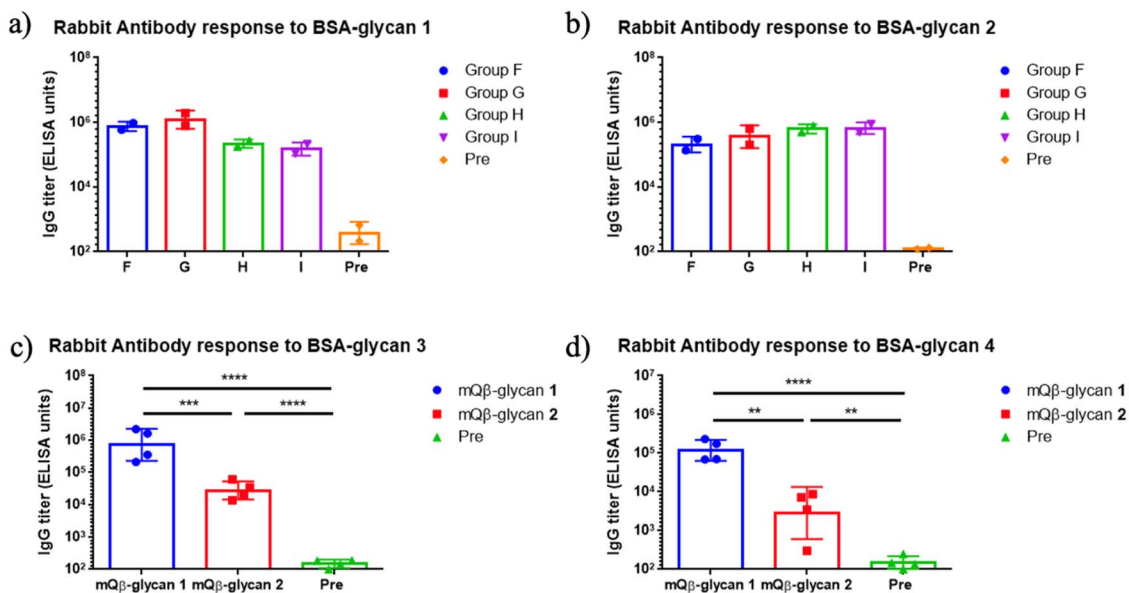 a) Rabbit Antibody response to BSA-glycan 1
IgG titer (ELISA units)
10⁸
10⁶
10⁴
10²
F G H I Pre
Group F
Group G
Group H
Group I
Pre
b) Rabbit Antibody response to BSA-glycan 2
IgG titer (ELISA units)
10⁸
10⁶
10⁴
10²
F G H I Pre
Group F
Group G
Group H
Group I
Pre
c) Rabbit Antibody response to BSA-glycan 3
IgG titer (ELISA units)
10⁸
10⁷
10⁶
10⁵
10⁴
10³
10²
****
*** ****
mQβ-glycan 1 mQβ-glycan 2 Pre
mQβ-glycan 1
mQβ-glycan 2
Pre
d) Rabbit Antibody response to BSA-glycan 4
IgG titer (ELISA units)
10⁷
10⁶
10⁵
10⁴
10³
10²
****
** **
mQβ-glycan 1 mQβ-glycan 2 Pre
mQβ-glycan 1
mQβ-glycan 2
Pre